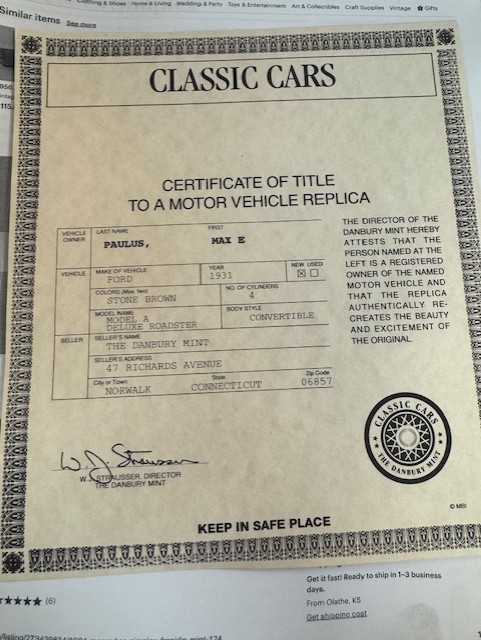 Clothing & Shoes Home & Living Wedding & Party Toys & Entertainment Art & Collectibles Craft Supplies Vintage Gifts
Similar items See more
CLASSIC CARS
CERTIFICATE OF TITLE
TO A MOTOR VEHICLE REPLICA
VEHICLE OWNER
LAST NAME FIRST
PAULUS, MAX E
VEHICLE
MAKE OF VEHICLE YEAR NEW USED
FORD 1931 ☒ ☐
COLORS (Max. two) NO. OF CYLINDERS
STONE BROWN 4
MODEL NAME BODY STYLE
MODEL A CONVERTIBLE
DELUXE ROADSTER
SELLER
SELLER'S NAME
THE DANBURY MINT
SELLER'S ADDRESS
47 RICHARDS AVENUE
City or Town State Zip Code
NORWALK CONNECTICUT 06857
THE DIRECTOR OF THE
DANBURY MINT HEREBY
ATTESTS THAT THE
PERSON NAMED AT THE
LEFT IS A REGISTERED
OWNER OF THE NAMED
MOTOR VEHICLE AND
THAT THE REPLICA
AUTHENTICALLY RE-
CREATES THE BEAUTY
AND EXCITEMENT OF
THE ORIGINAL.
CLASSIC CARS
THE DANBURY MINT
W. J. Strausser
W. J. STRAUSSER, DIRECTOR
THE DANBURY MINT
© MBI
KEEP IN SAFE PLACE
Get it fast! Ready to ship in 1–3 business
days.
From Olathe, KS
Get shipping cost
★★★★★ (6)